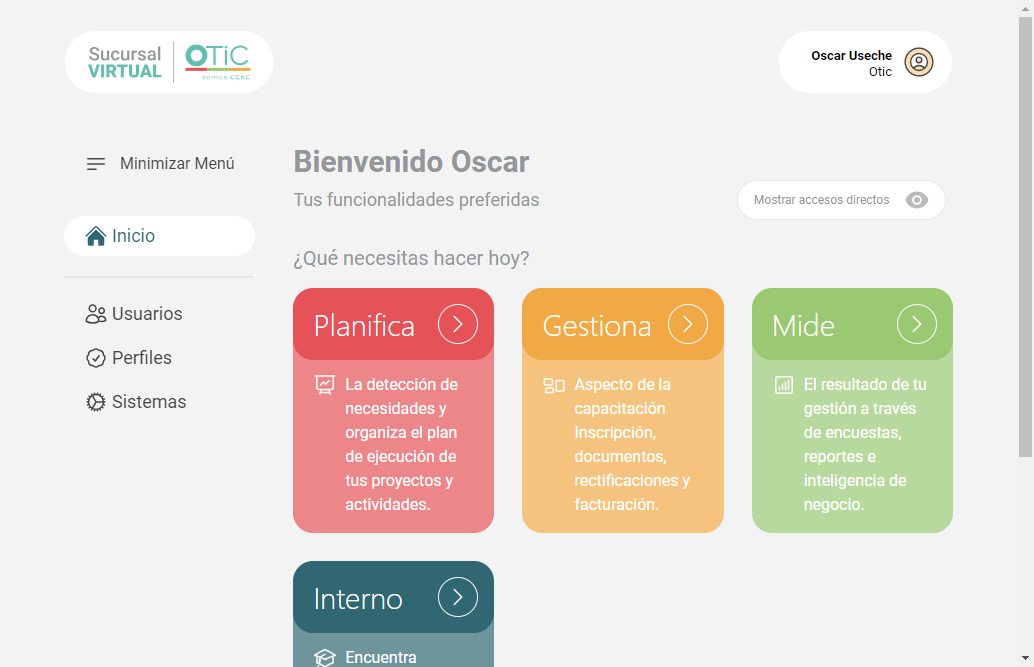 Sucursal
VIRTUAL
OTiC
somos CChC
Oscar Useche
Otic
Minimizar Menú
Inicio
Usuarios
Perfiles
Sistemas
Bienvenido Oscar
Tus funcionalidades preferidas
Mostrar accesos directos
¿Qué necesitas hacer hoy?
Planifica
La detección de
necesidades y
organiza el plan
de ejecución de
tus proyectos y
actividades.
Gestiona
Aspecto de la
capacitación
Inscripción,
documentos,
rectificaciones y
facturación.
Mide
El resultado de tu
gestión a través
de encuestas,
reportes e
inteligencia de
negocio.
Interno
Encuentra